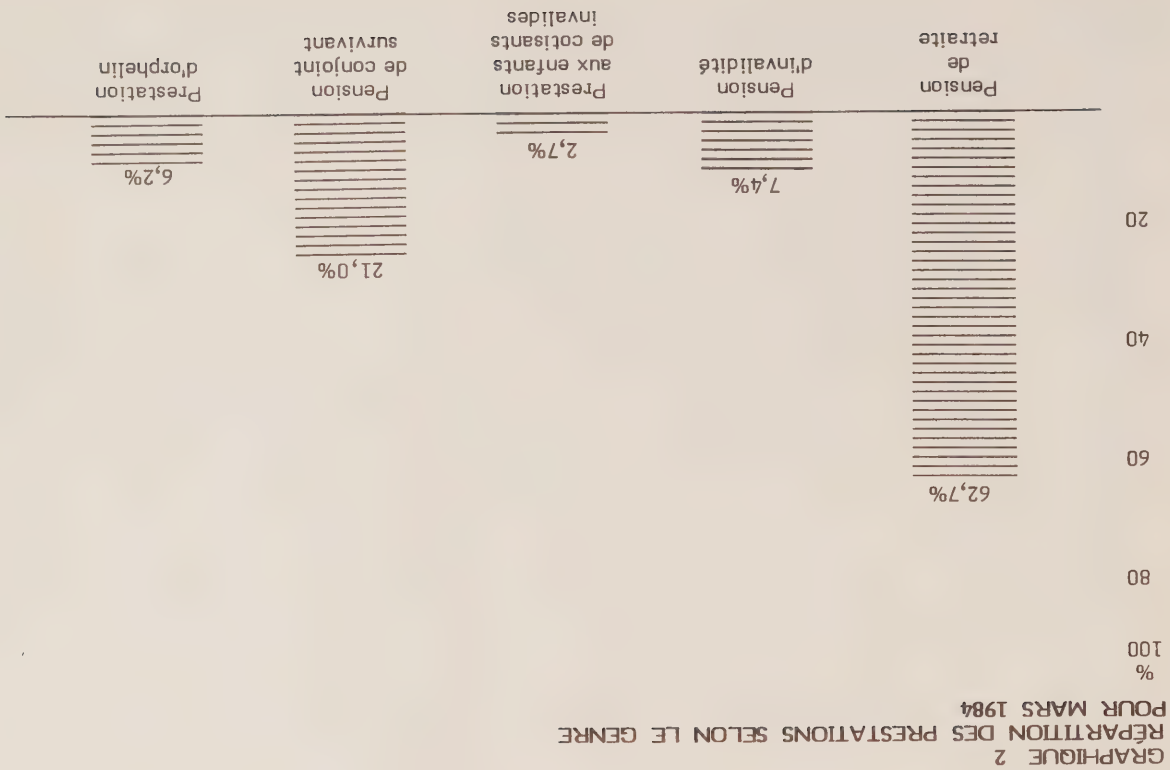 GRAPHIQUE 2
RÉPARTITION DES PRESTATIONS SELON LE GENRE
POUR MARS 1984
%
100
80
60
40
20
62,7%
7,4%
2,7%
21,0%
6,2%
Pension
de
retraite
Pension
d'invalidité
Prestation
aux enfants
de cotisants
invalides
Pension
de conjoint
survivant
Prestation
d'orphelin